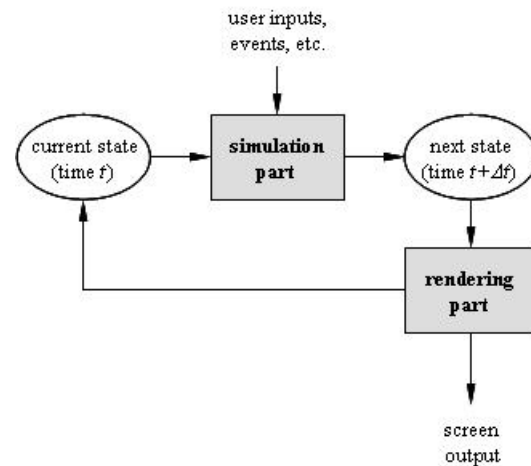 user inputs,
events, etc.
current state
(time t)
simulation
part
next state
(time t+Δt)
rendering
part
screen
output